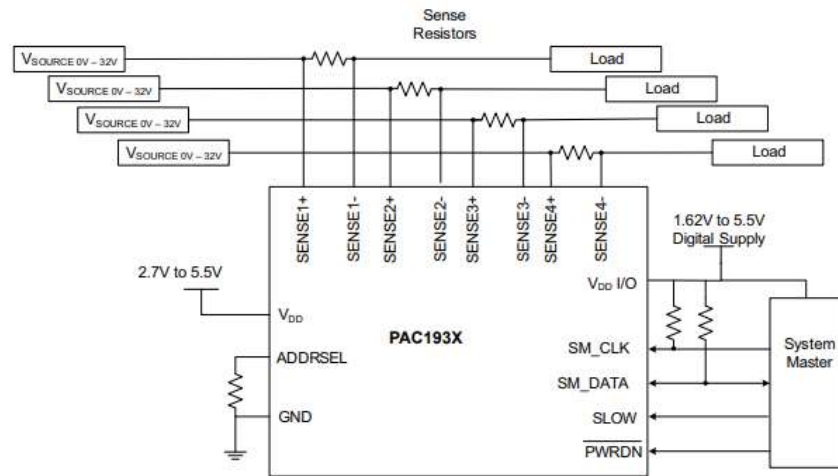 Sense
Resistors
VSOURCE 0V – 32V
Load
VSOURCE 0V – 32V
Load
VSOURCE 0V – 32V
Load
VSOURCE 0V – 32V
Load
SENSE1+
SENSE1-
SENSE2+
SENSE2-
SENSE3+
SENSE3-
SENSE4+
SENSE4-
1.62V to 5.5V
Digital Supply
2.7V to 5.5V
VDD I/O
VDD
PAC193X
ADDRSEL
SM_CLK
System
Master
SM_DATA
GND
SLOW
PWRDN